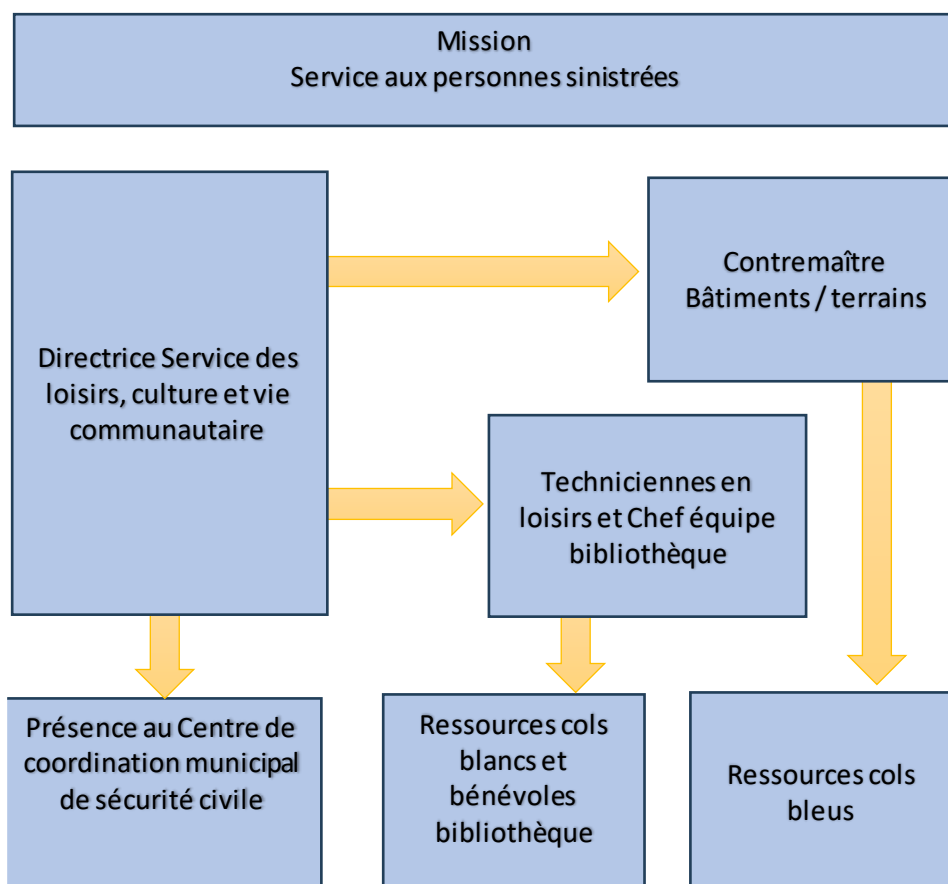 Mission
Service aux personnes sinistrées
Contremaître
Bâtiments / terrains
Directrice Service des
loisirs, culture et vie
communautaire
Techniciennes en
loisirs et Chef équipe
bibliothèque
Présence au Centre de
coordination municipal
de sécurité civile
Ressources cols
blancs et
bénévoles
bibliothèque
Ressources cols
bleus